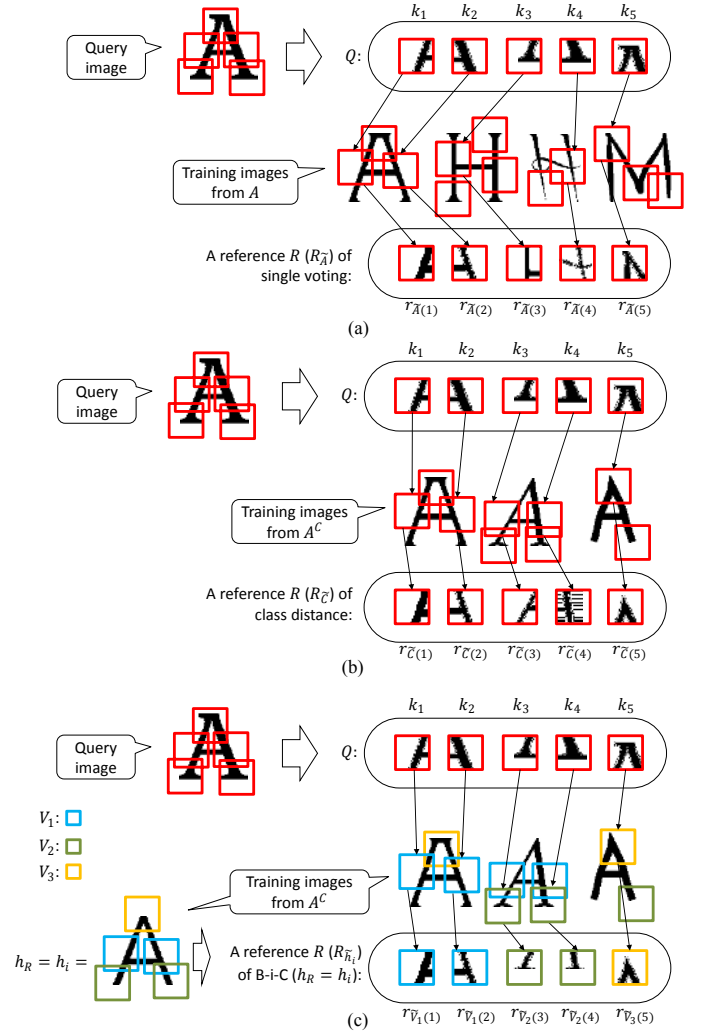 k₁ k₂ k₃ k₄ k₅
Query image
A
Q:
Training images from A
A H H M
A reference R (R_Ã) of single voting:
r_Ã(1) r_Ã(2) r_Ã(3) r_Ã(4) r_Ã(5)
(a)
k₁ k₂ k₃ k₄ k₅
Query image
A
Q:
Training images from A^C
A A A
A reference R (R_C̃) of class distance:
r_C̃(1) r_C̃(2) r_C̃(3) r_C̃(4) r_C̃(5)
(b)
k₁ k₂ k₃ k₄ k₅
Query image
A
Q:
V₁:
V₂:
V₃:
Training images from A^C
A A A
h_R = h_i =
A
A reference R (R_h̃ᵢ) of B-i-C (h_R = h_i):
r_Ṽ₁(1) r_Ṽ₁(2) r_Ṽ₂(3) r_Ṽ₂(4) r_Ṽ₃(5)
(c)